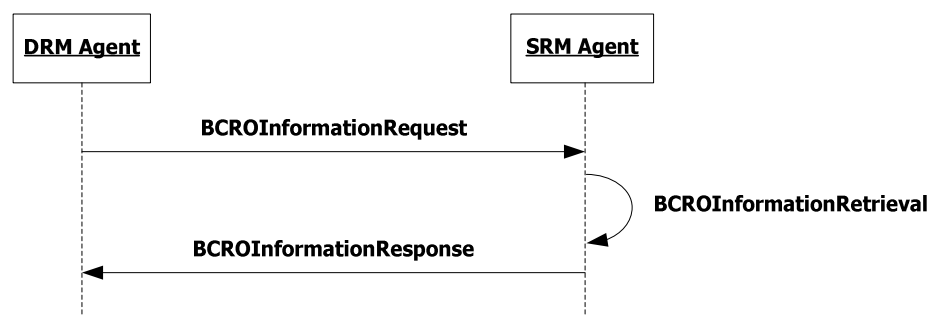 DRM Agent
SRM Agent
BCROInformationRequest
BCROInformationRetrieval
BCROInformationResponse